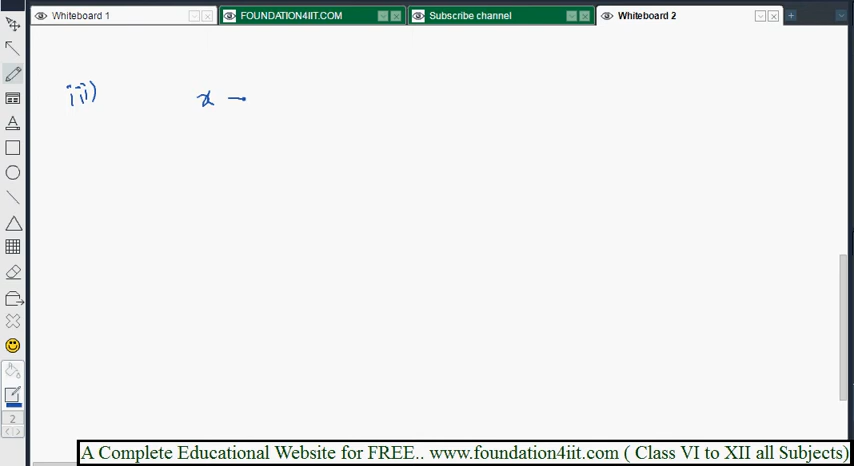 Whiteboard 1 FOUNDATION4IIT.COM Subscribe channel Whiteboard 2
iii) x –
2
A Complete Educational Website for FREE.. www.foundation4iit.com ( Class VI to XII all Subjects)